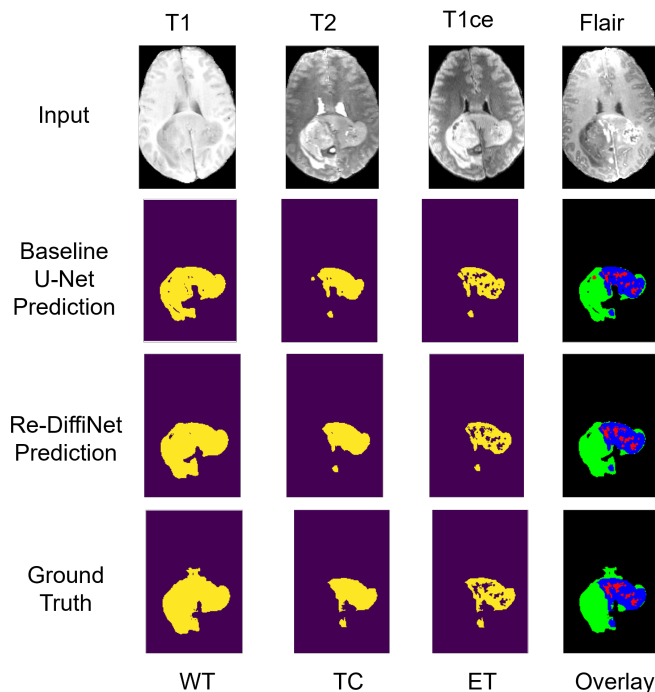 T1 T2 T1ce Flair
Input
Baseline
U-Net
Prediction
Re-DiffiNet
Prediction
Ground
Truth
WT TC ET Overlay